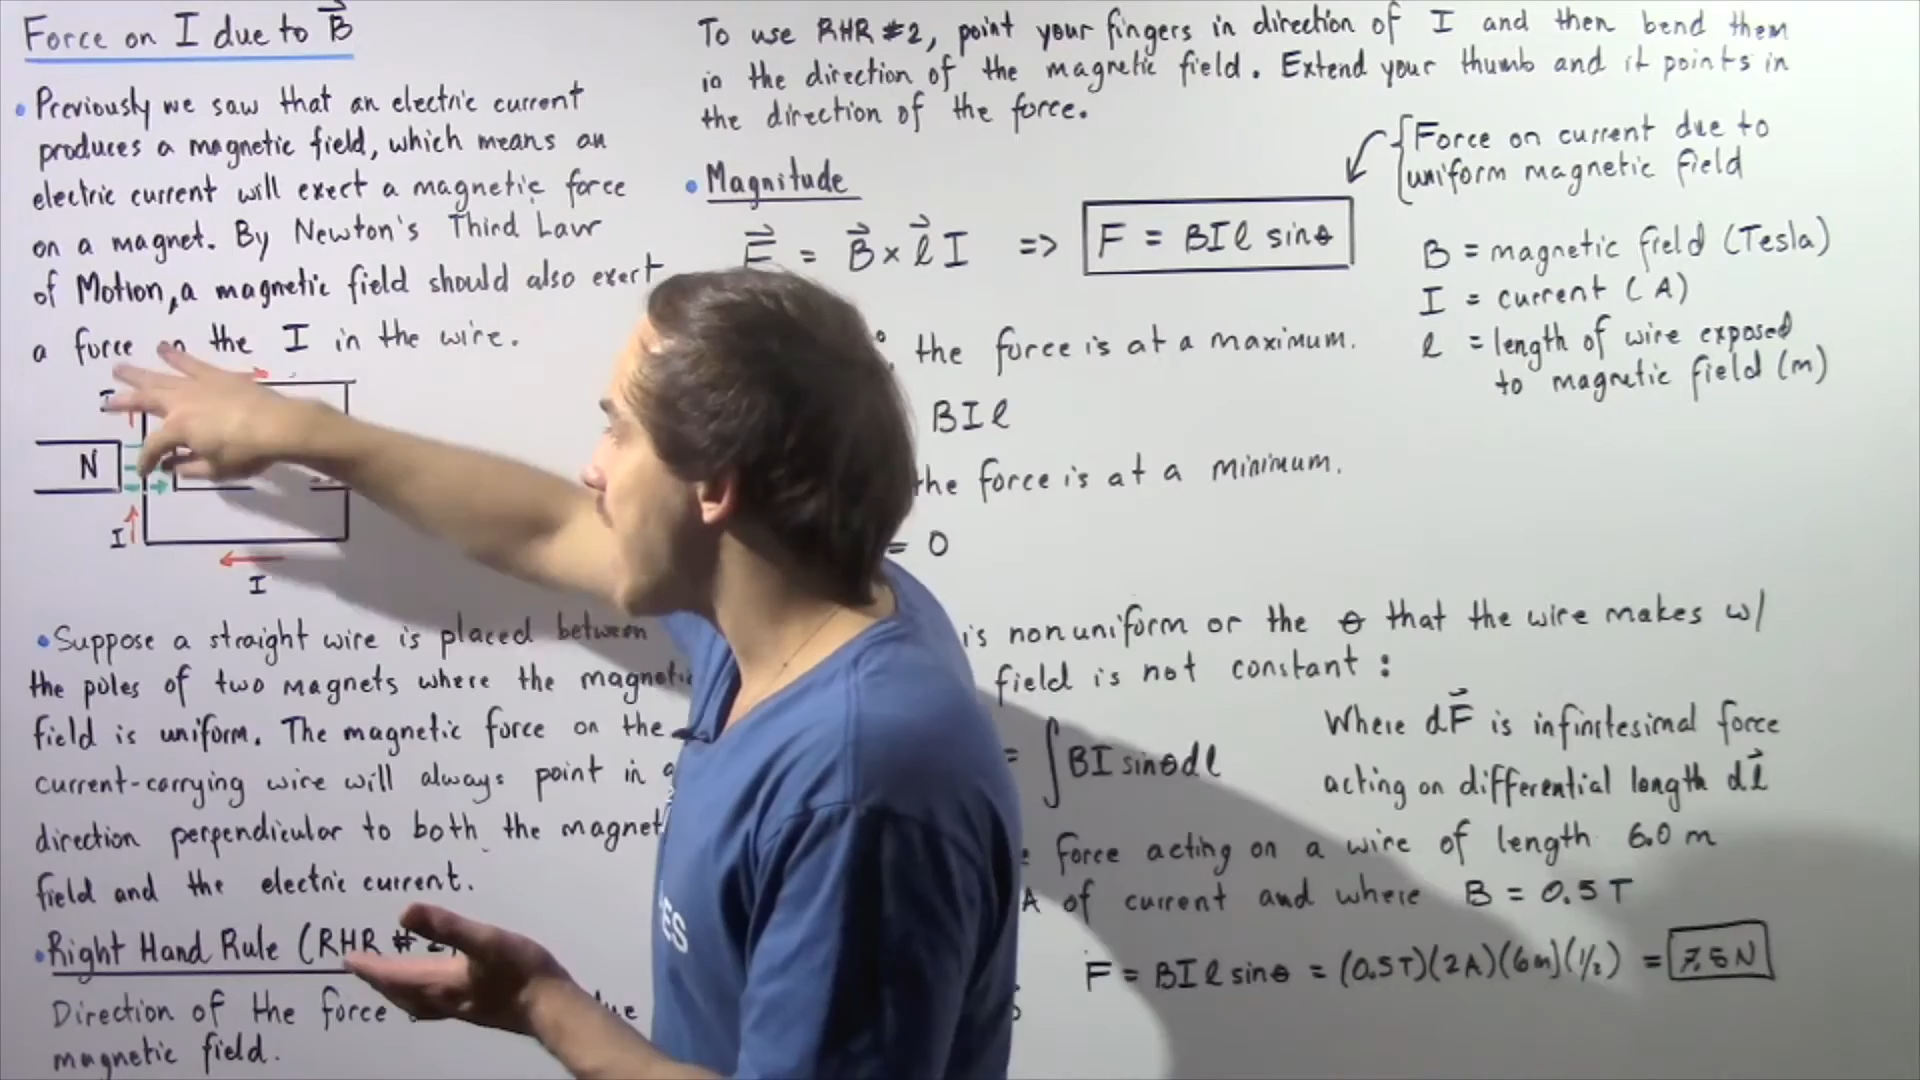 Force on I due to B
• Previously we saw that an electric current
produces a magnetic field, which means an
electric current will exert a magnetic force
on a magnet. By Newton's Third Law
of Motion, a magnetic field should also exert
a force on the I in the wire.
I
N
I
I
• Suppose a straight wire is placed between
the poles of two magnets where the magnetic
field is uniform. The magnetic force on the
current-carrying wire will always point in a
direction perpendicular to both the magnet
field and the electric current.
• Right Hand Rule (RHR #2)
Direction of the force
magnetic field.
To use RHR #2, point your fingers in direction of I and then bend them
in the direction of the magnetic field. Extend your thumb and it points in
the direction of the force.
• Magnitude
F = B x l I => F = BIl sinθ
{Force on current due to
uniform magnetic field
B = magnetic field (Tesla)
I = current (A)
l = length of wire exposed
to magnetic field (m)
the force is at a maximum.
BIl
the force is at a minimum.
= 0
is nonuniform or the θ that the wire makes w/
field is not constant:
= ∫BI sinθdl
Where dF is infinitesimal force
acting on differential length dl
force acting on a wire of length 6.0 m
A of current and where B = 0.5 T
F = BIl sinθ = (0.5T)(2A)(6m)(1/2) =
ES